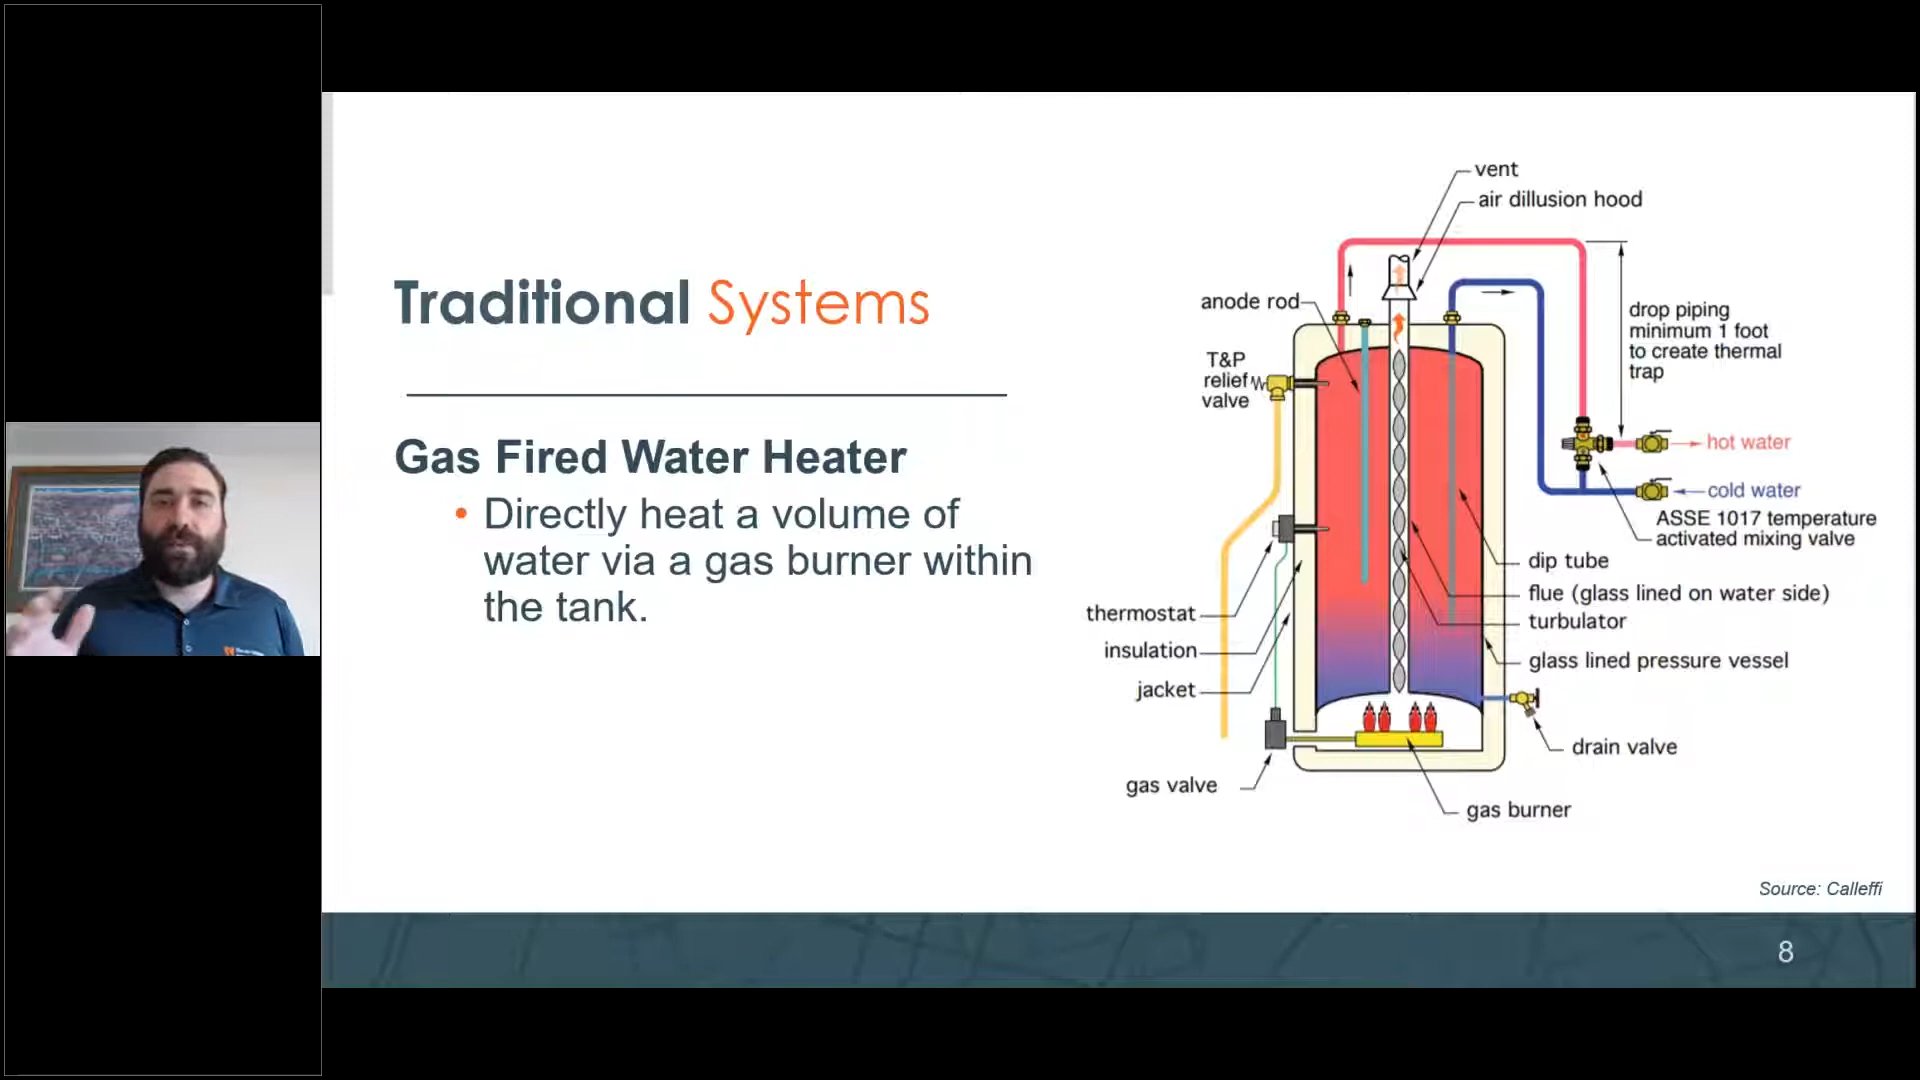 Traditional Systems
Gas Fired Water Heater
• Directly heat a volume of
water via a gas burner within
the tank.
vent
air dillusion hood
anode rod
T&P
relief
valve
drop piping
minimum 1 foot
to create thermal
trap
hot water
cold water
ASSE 1017 temperature
activated mixing valve
dip tube
flue (glass lined on water side)
turbulator
glass lined pressure vessel
thermostat
insulation
jacket
drain valve
gas valve
gas burner
Source: Calleffi
8